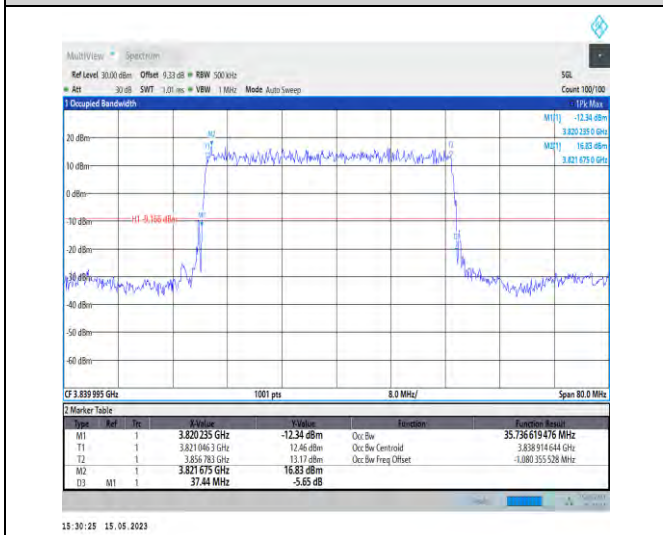 MultiView Spectrum
Ref Level 30.00 dBm Offset 9.33 dB RBW 500 kHz SGL
Att 30 dB SWT 1.01 ms VBW 1 MHz Mode Auto Sweep Count 100/100
1 Occupied Bandwidth 1Pk Max
M1[1] -12.34 dBm
3.820 235 0 GHz
M2[1] 16.83 dBm
3.821 675 0 GHz
M2
20 dBm
T1
T2
10 dBm
0 dBm
M1
-10 dBm
H1 -9.166 dBm
D3
-20 dBm
-30 dBm
-40 dBm
-50 dBm
-60 dBm
CF 3.839 995 GHz 1001 pts 8.0 MHz/ Span 80.0 MHz
2 Marker Table
Type Ref Trc X-Value Y-Value Function Function Result
M1 1 3.820 235 GHz -12.34 dBm Occ Bw 35.736 619 476 MHz
T1 1 3.821 046 3 GHz 12.46 dBm Occ Bw Centroid 3.838 914 644 GHz
T2 1 3.856 783 GHz 13.17 dBm Occ Bw Freq Offset -1.080 355 528 MHz
M2 1 3.821 675 GHz 16.83 dBm
D3 M1 1 37.44 MHz -5.65 dB
15:30:25 15.05.2023